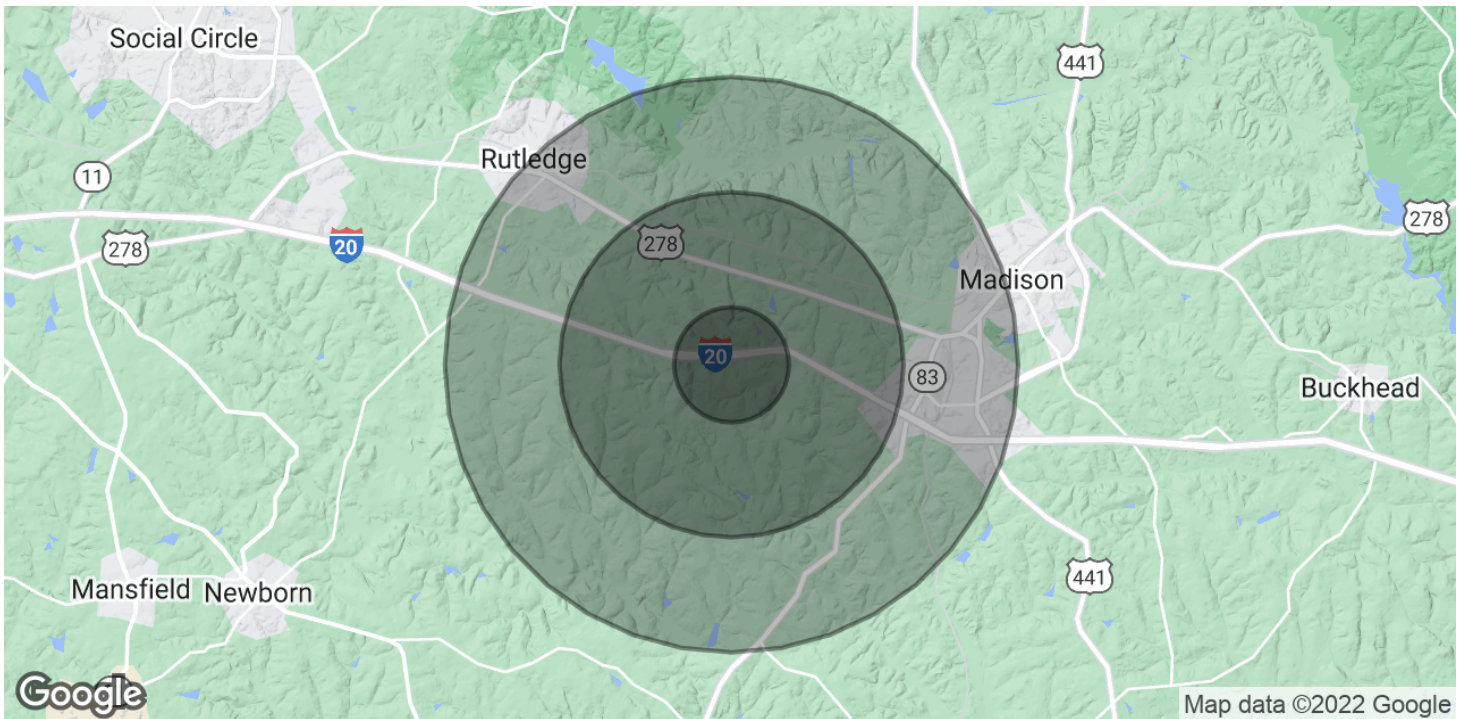 Social Circle
441
Rutledge
11
278
278
20
278
Madison
20
83
Buckhead
441
Mansfield
Newborn
Google
Map data ©2022 Google